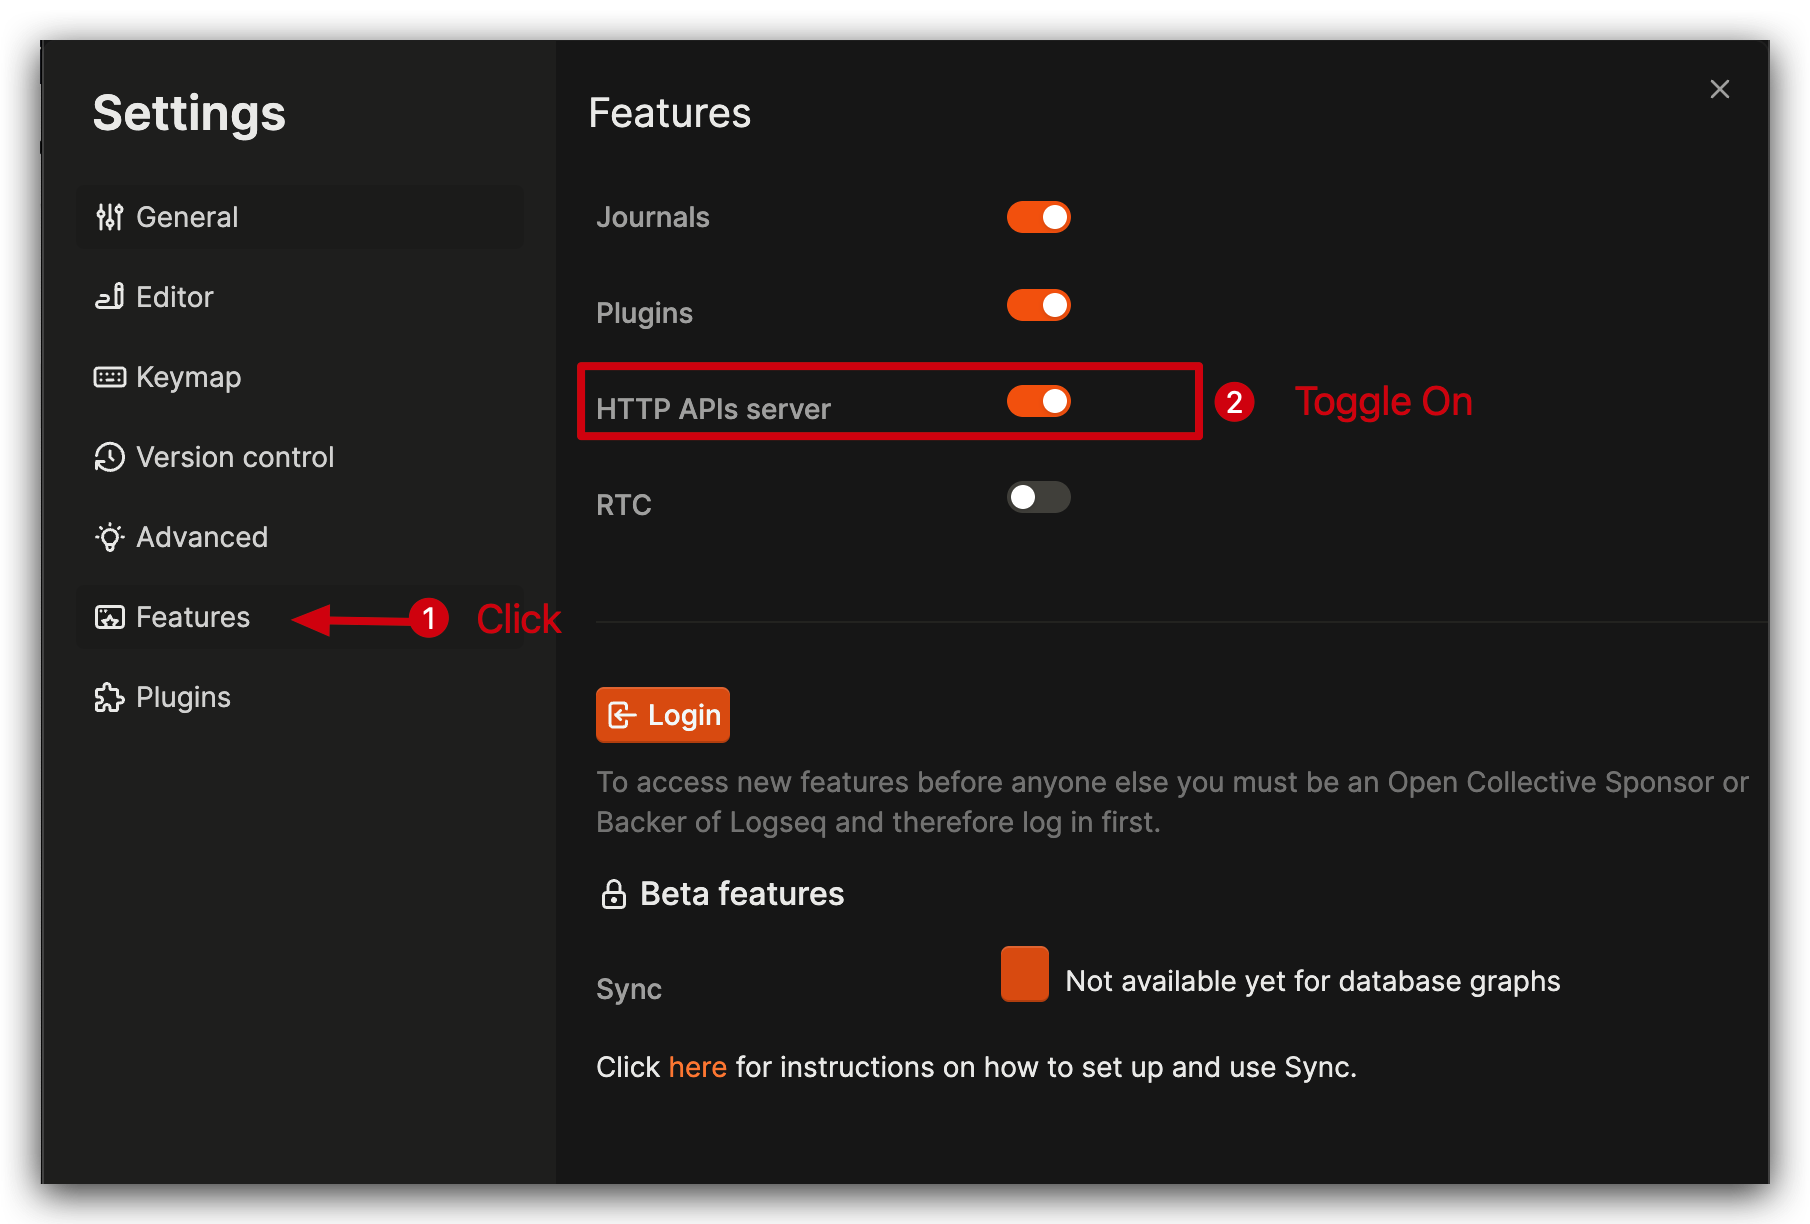 Settings
General
Editor
Keymap
Version control
Advanced
Features
1 Click
Plugins
Features
Journals
Plugins
HTTP APIs server
2 Toggle On
RTC
Login
To access new features before anyone else you must be an Open Collective Sponsor or
Backer of Logseq and therefore log in first.
Beta features
Sync
Not available yet for database graphs
Click here for instructions on how to set up and use Sync.